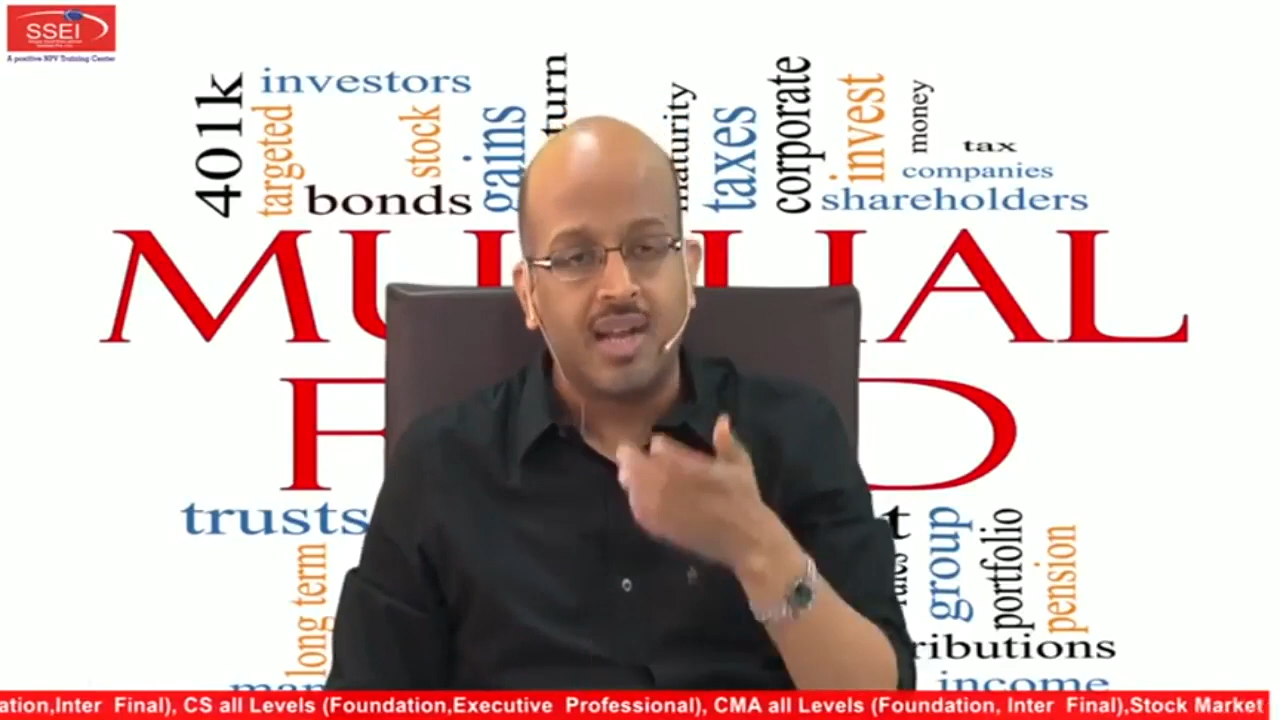 SSEI
A positive NPV Training Center
401k
investors
targeted
stock
bonds
gains
turn
maturity
taxes
corporate
invest
money
tax
companies
shareholders
MU UAL
F D
trusts
long term
t
group
portfolio
pension
ributions
income
ation,Inter Final), CS all Levels (Foundation,Executive Professional), CMA all Levels (Foundation, Inter Final),Stock Market